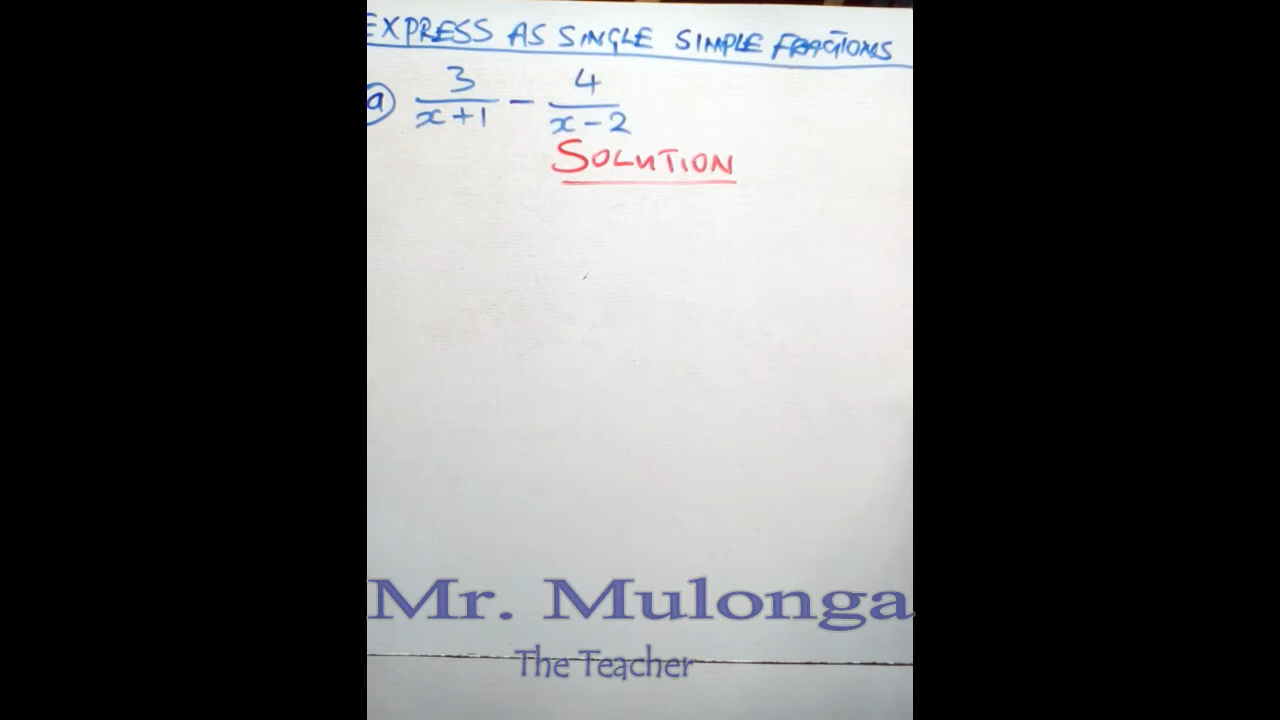 EXPRESS AS SINGLE SIMPLE FRACTIONS
a) 3/(x+1) - 4/(x-2)
SOLUTION
Mr. Mulonga
The Teacher